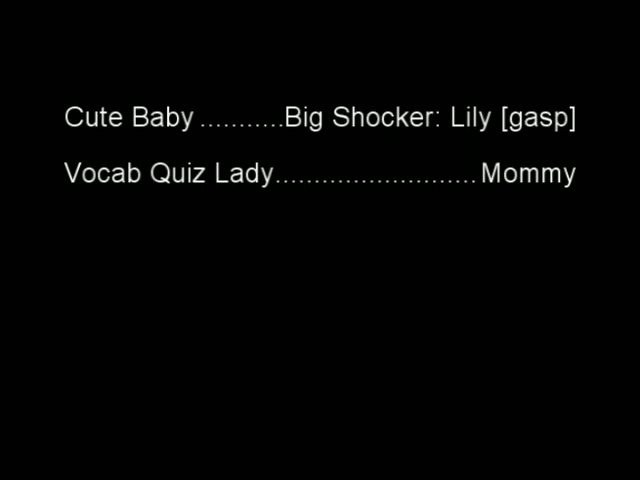 Cute Baby ...........Big Shocker: Lily [gasp]
Vocab Quiz Lady.......................... Mommy